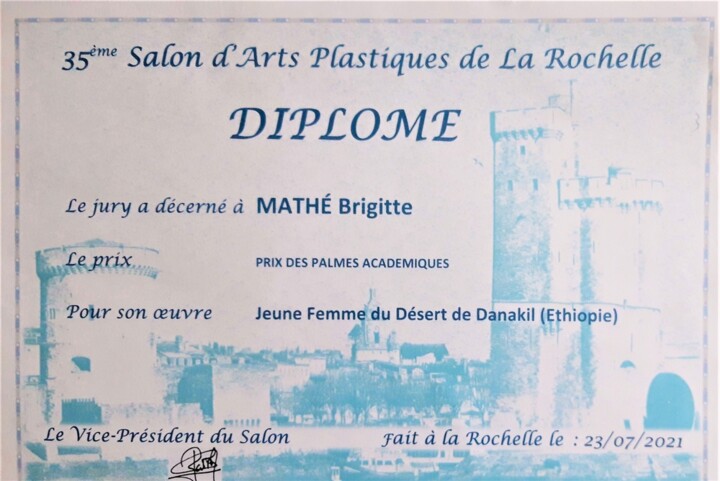 35ème Salon d'Arts Plastiques de La Rochelle
DIPLOME
Le jury a décerné à MATHÉ Brigitte
Le prix PRIX DES PALMES ACADEMIQUES
Pour son œuvre Jeune Femme du Désert de Danakil (Ethiopie)
Le Vice-Président du Salon Fait à la Rochelle le : 23/07/2021